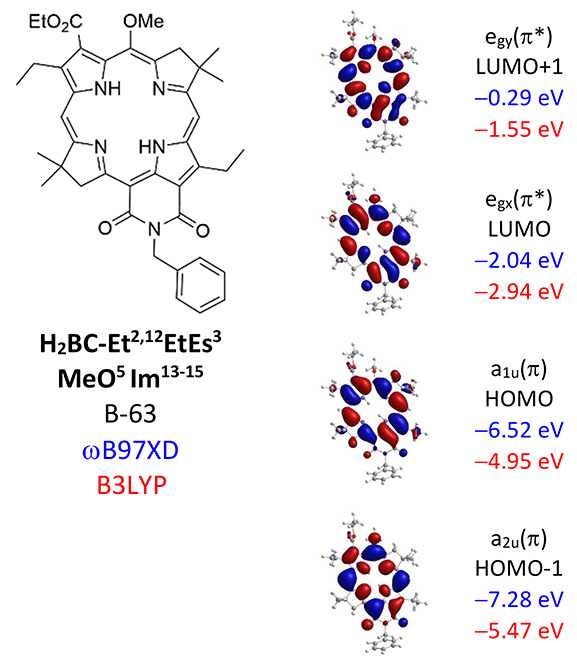 EtO₂C
OMe
NH
N
N
HN
O
N
O
H₂BC-Et²,¹²EtEs³
MeO⁵ Im¹³⁻¹⁵
B-63
ωB97XD
B3LYP
e_gy(π*)
LUMO+1
−0.29 eV
−1.55 eV
e_gx(π*)
LUMO
−2.04 eV
−2.94 eV
a₁ᵤ(π)
HOMO
−6.52 eV
−4.95 eV
a₂ᵤ(π)
HOMO-1
−7.28 eV
−5.47 eV